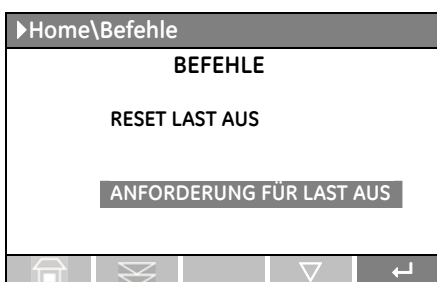 Home\Befehle
BEFEHLE
RESET LAST AUS
ANFORDERUNG FÜR LAST AUS